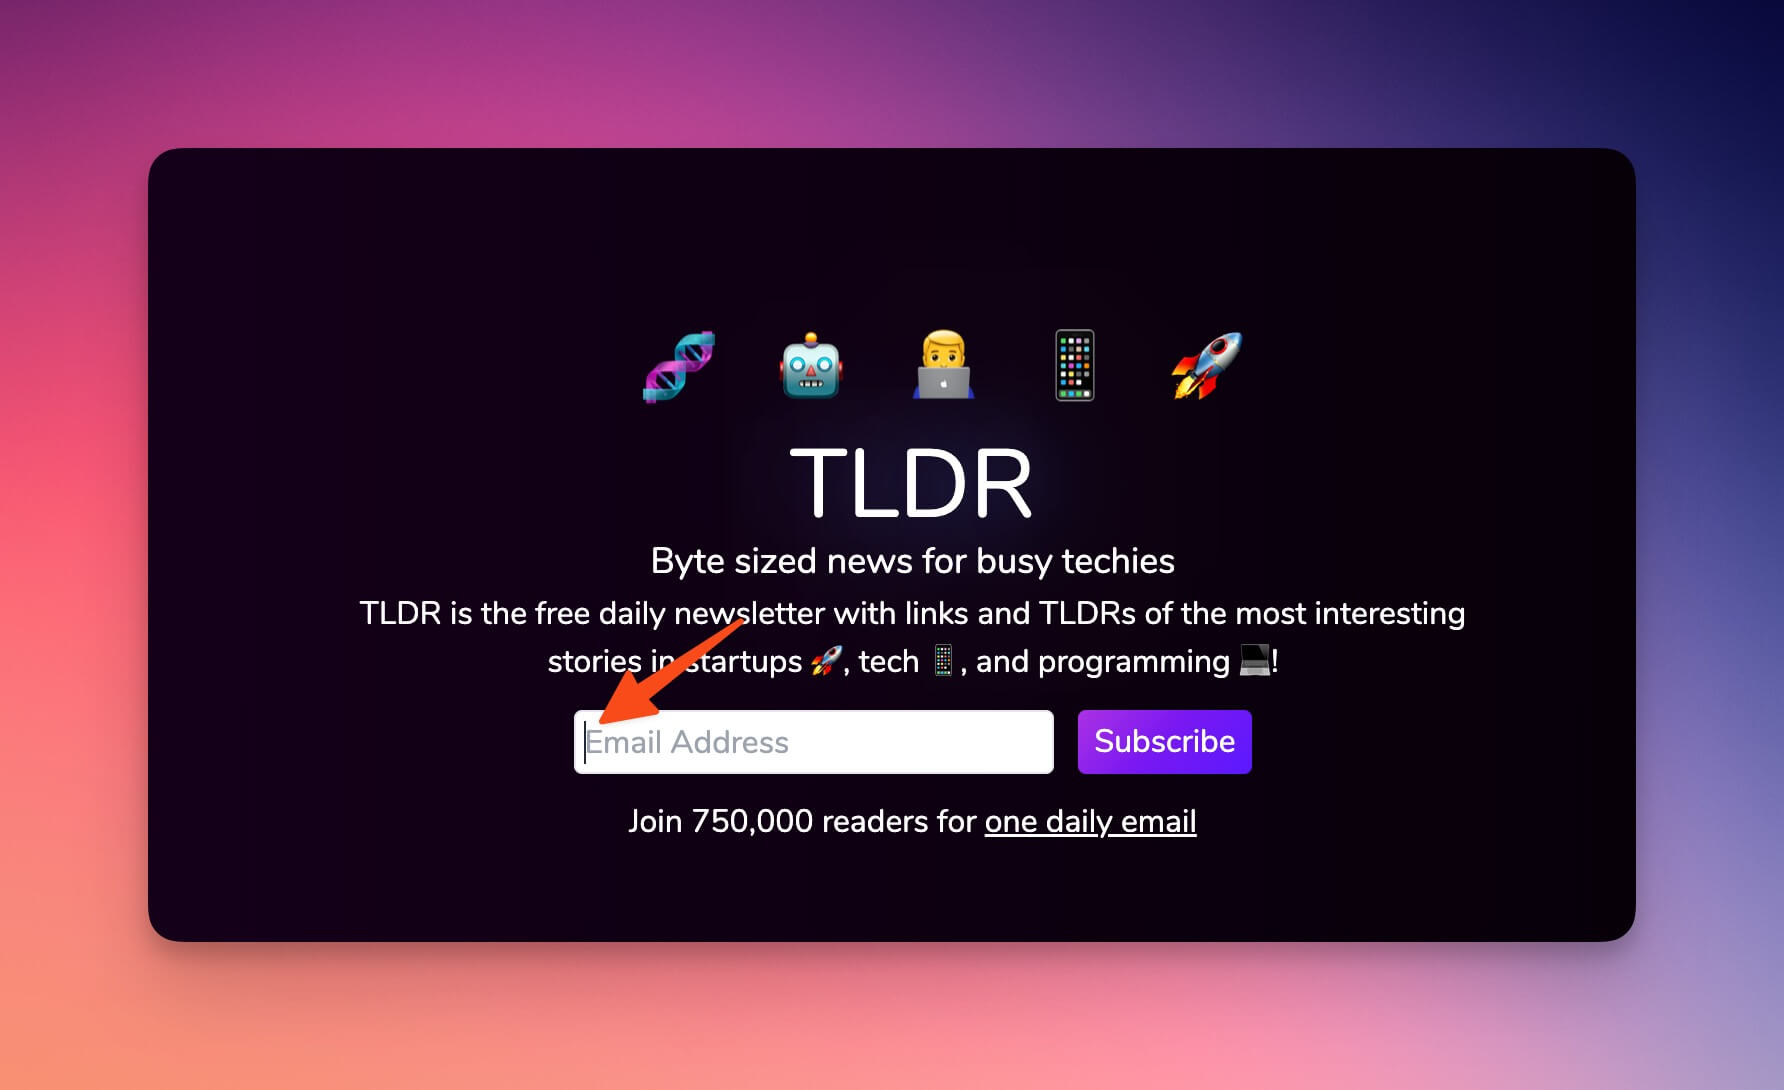 TLDR
Byte sized news for busy techies
TLDR is the free daily newsletter with links and TLDRs of the most interesting
stories in startups 🚀, tech 📱, and programming 💻!
Email Address
Subscribe
Join 750,000 readers for one daily email